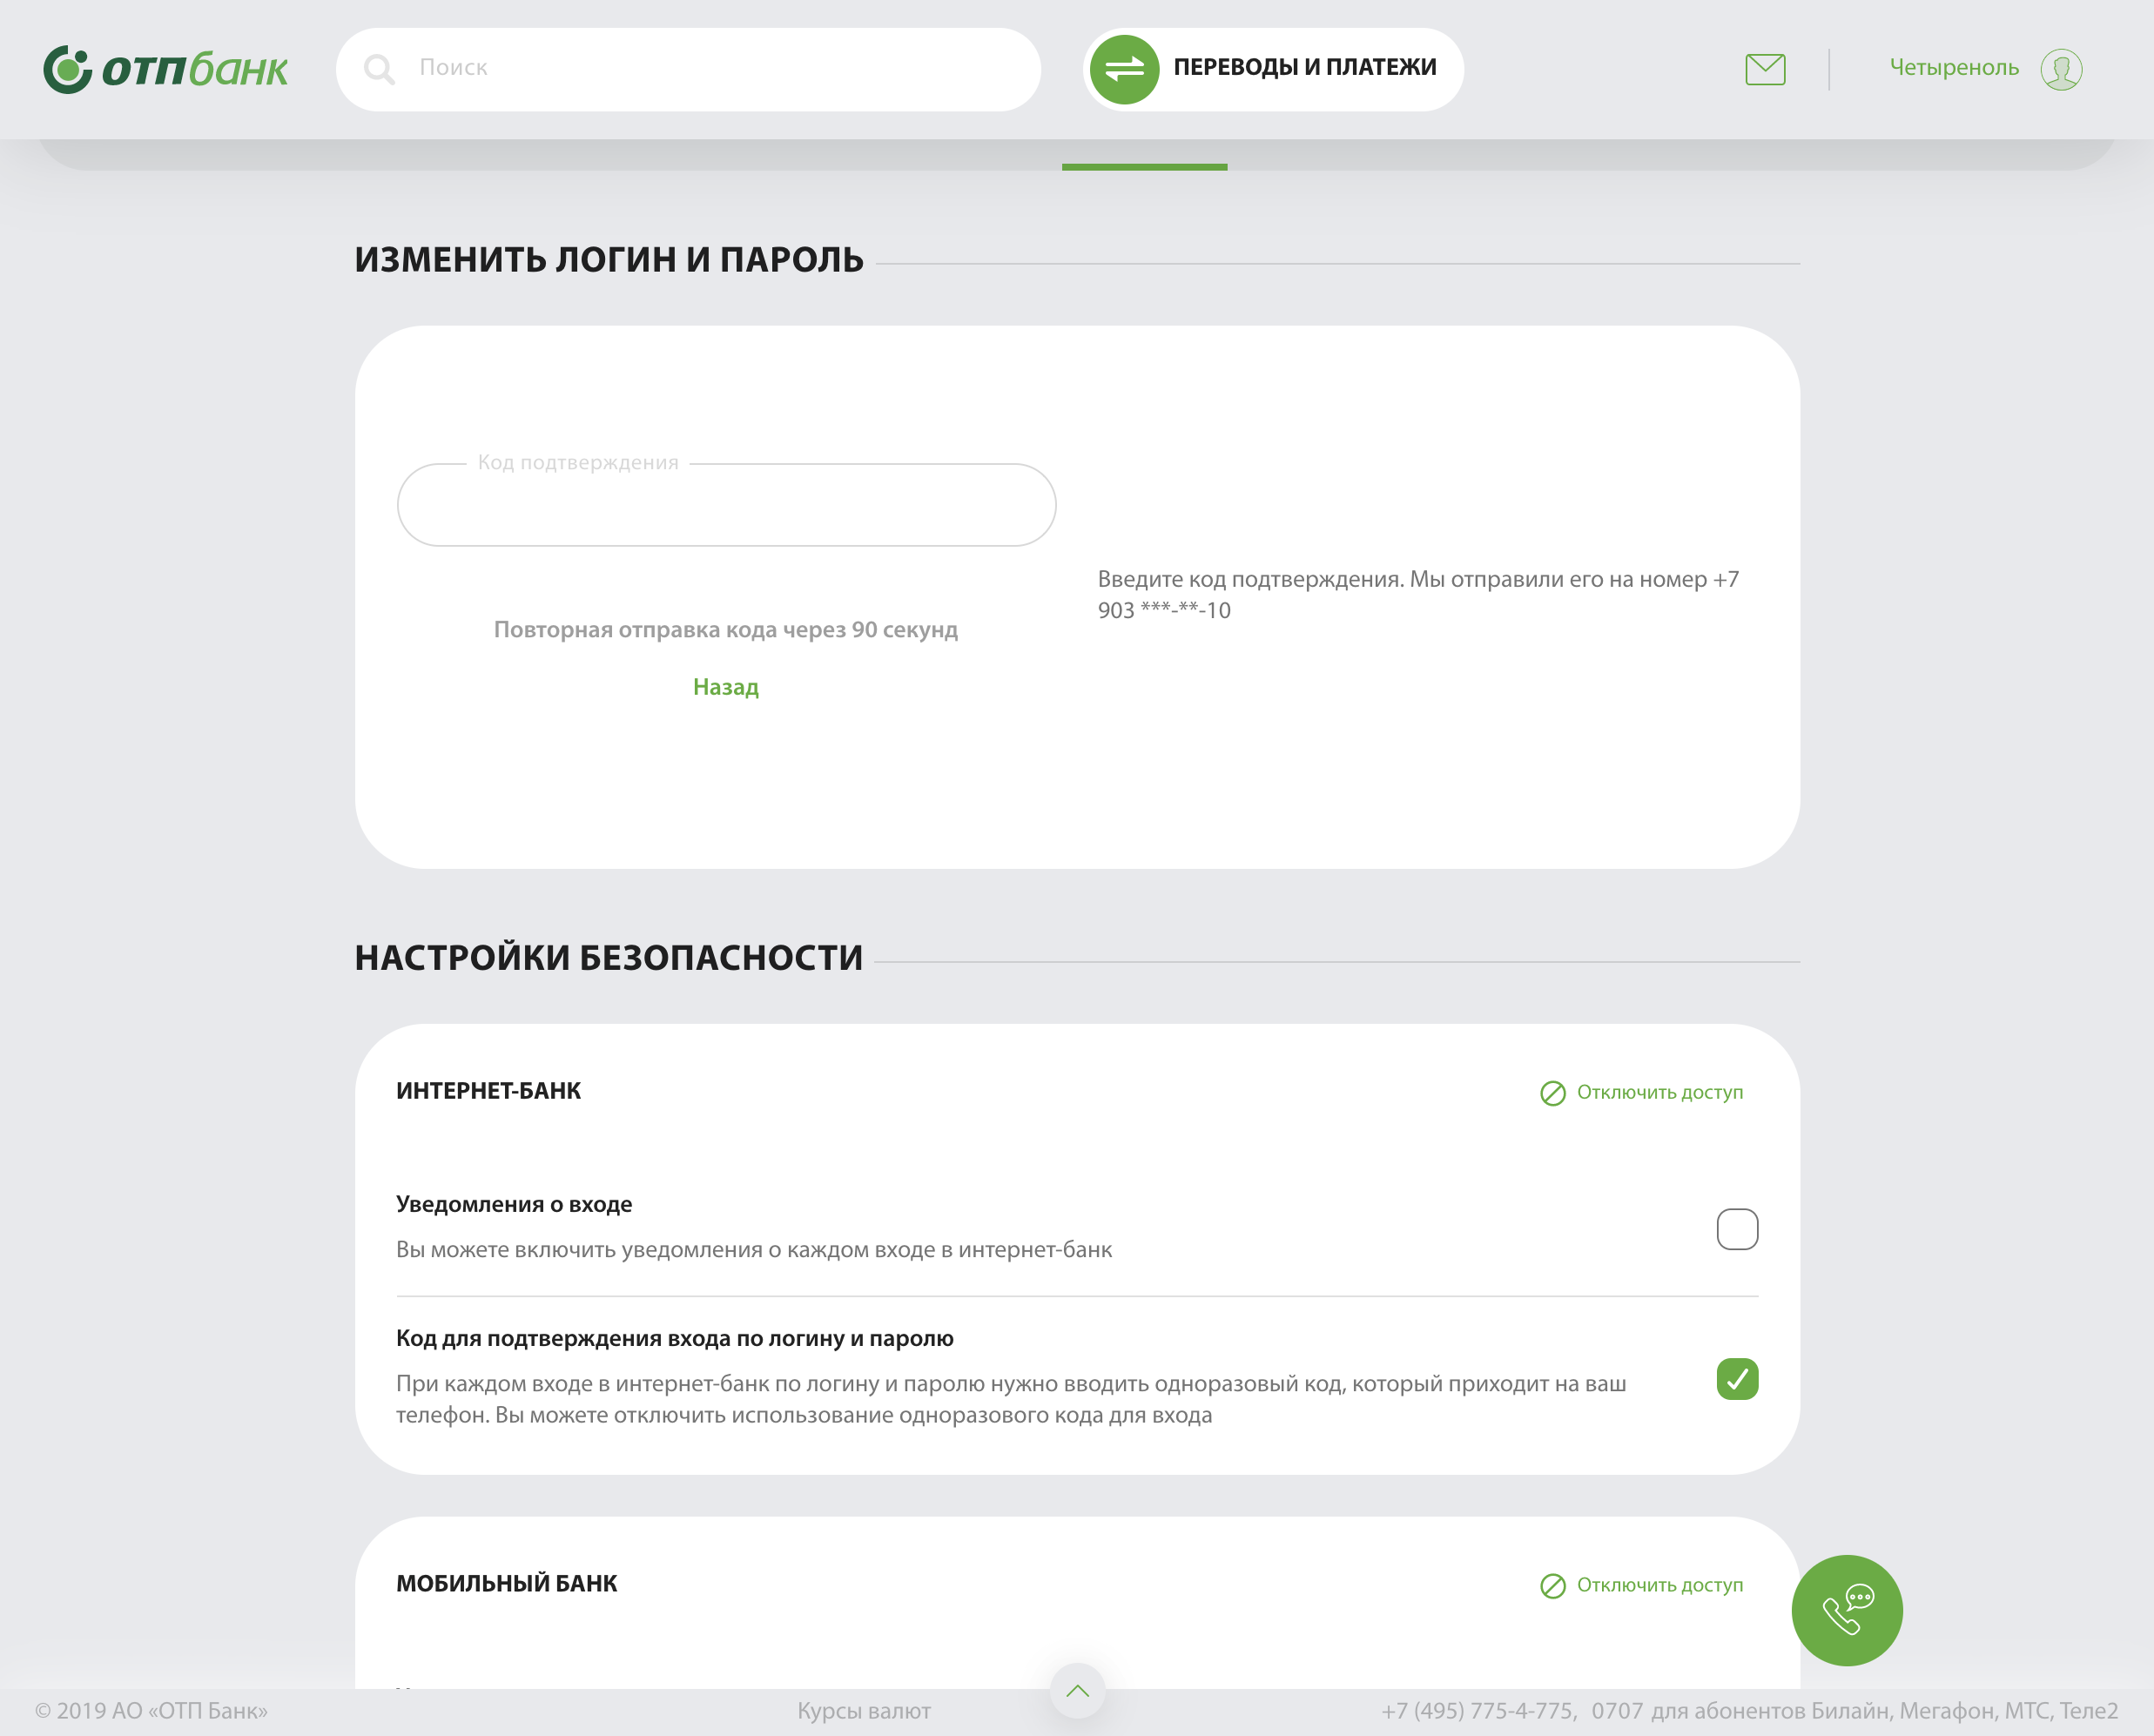 отпбанк
Поиск
ПЕРЕВОДЫ И ПЛАТЕЖИ
Четыреноль
ИЗМЕНИТЬ ЛОГИН И ПАРОЛЬ
Код подтверждения
Введите код подтверждения. Мы отправили его на номер +7
903 ***-**-10
Повторная отправка кода через 90 секунд
Назад
НАСТРОЙКИ БЕЗОПАСНОСТИ
ИНТЕРНЕТ-БАНК
Отключить доступ
Уведомления о входе
Вы можете включить уведомления о каждом входе в интернет-банк
Код для подтверждения входа по логину и паролю
При каждом входе в интернет-банк по логину и паролю нужно вводить одноразовый код, который приходит на ваш
телефон. Вы можете отключить использование одноразового кода для входа
МОБИЛЬНЫЙ БАНК
Отключить доступ
© 2019 АО «ОТП Банк»
Курсы валют
+7 (495) 775-4-775, 0707 для абонентов Билайн, Мегафон, МТС, Теле2